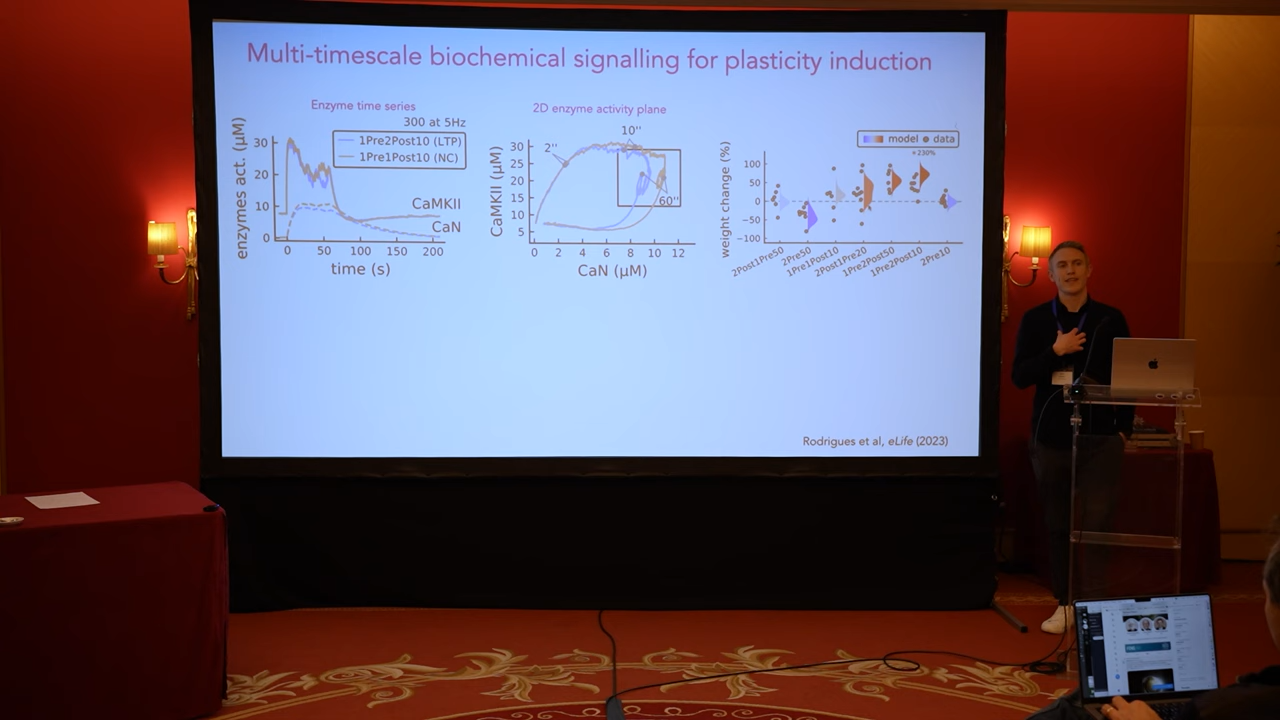 Multi-timescale biochemical signalling for plasticity induction
Enzyme time series
300 at 5Hz
1Pre2Post10 (LTP)
1Pre1Post10 (NC)
enzymes act. (μM)
30
20
10
0
CaMKII
CaN
0 50 100 150 200
time (s)
2D enzyme activity plane
10''
2''
60''
CaMKII (μM)
30
25
20
15
10
5
0 2 4 6 8 10 12
CaN (μM)
model data
+230%
weight change (%)
100
50
0
−50
−100
2Post1Pre50
2Pre50
1Pre1Post10
2Post1Pre20
1Pre2Post50
1Pre2Post10
2Pre10
Rodrigues et al, eLife (2023)